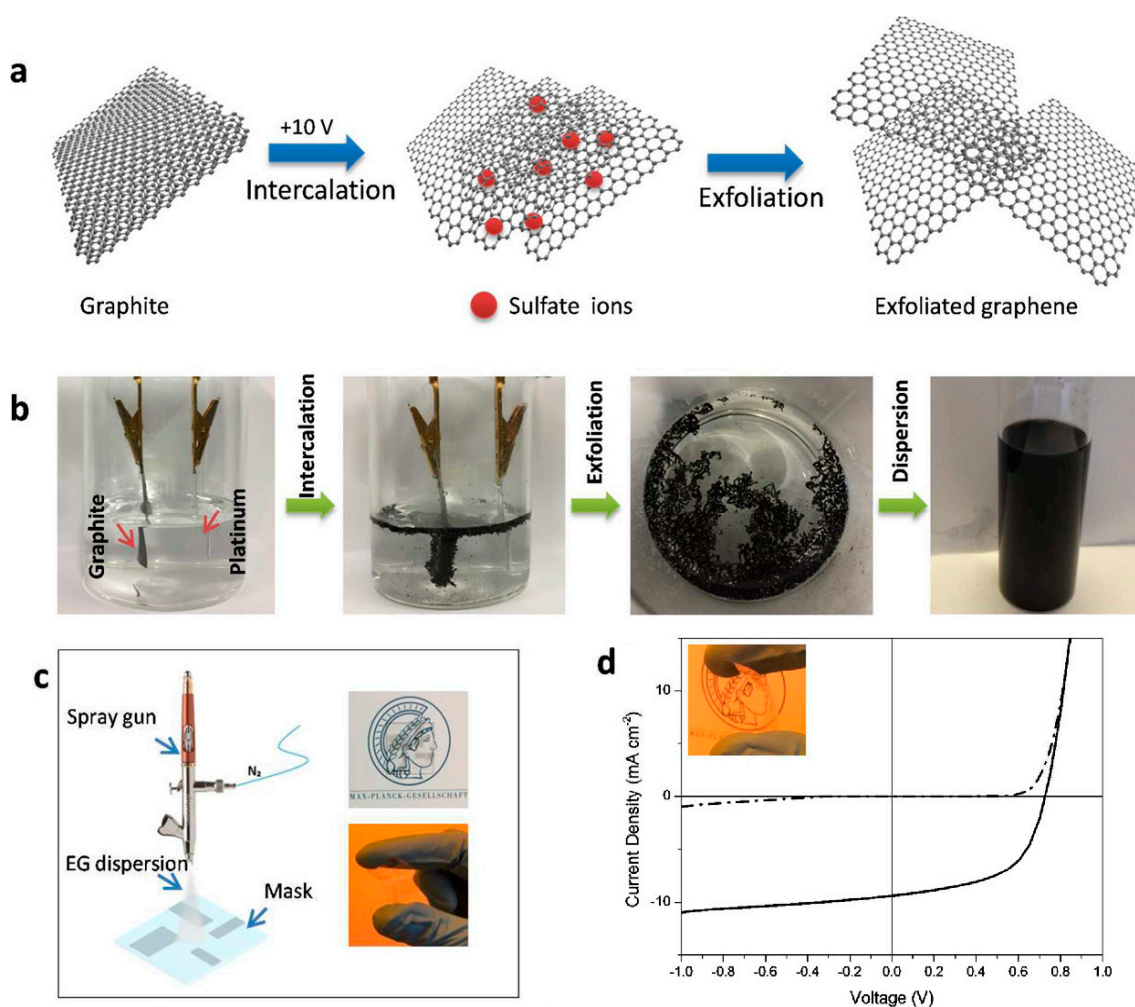 a
+10 V
Intercalation
Exfoliation
Graphite
Sulfate ions
Exfoliated graphene
b
Graphite
Platinum
Intercalation
Exfoliation
Dispersion
c
Spray gun
N₂
EG dispersion
Mask
MAX-PLANCK-GESELLSCHAFT
d
Current Density (mA cm⁻²)
10
0
-10
-1.0 -0.8 -0.6 -0.4 -0.2 0.0 0.2 0.4 0.6 0.8 1.0
Voltage (V)